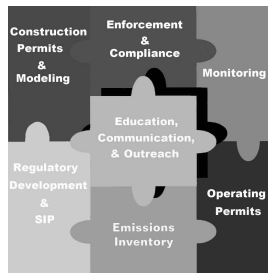 Construction
Permits
&
Modeling
Enforcement
&
Compliance
Monitoring
Education,
Communication,
& Outreach
Regulatory
Development
&
SIP
Operating
Permits
Emissions
Inventory